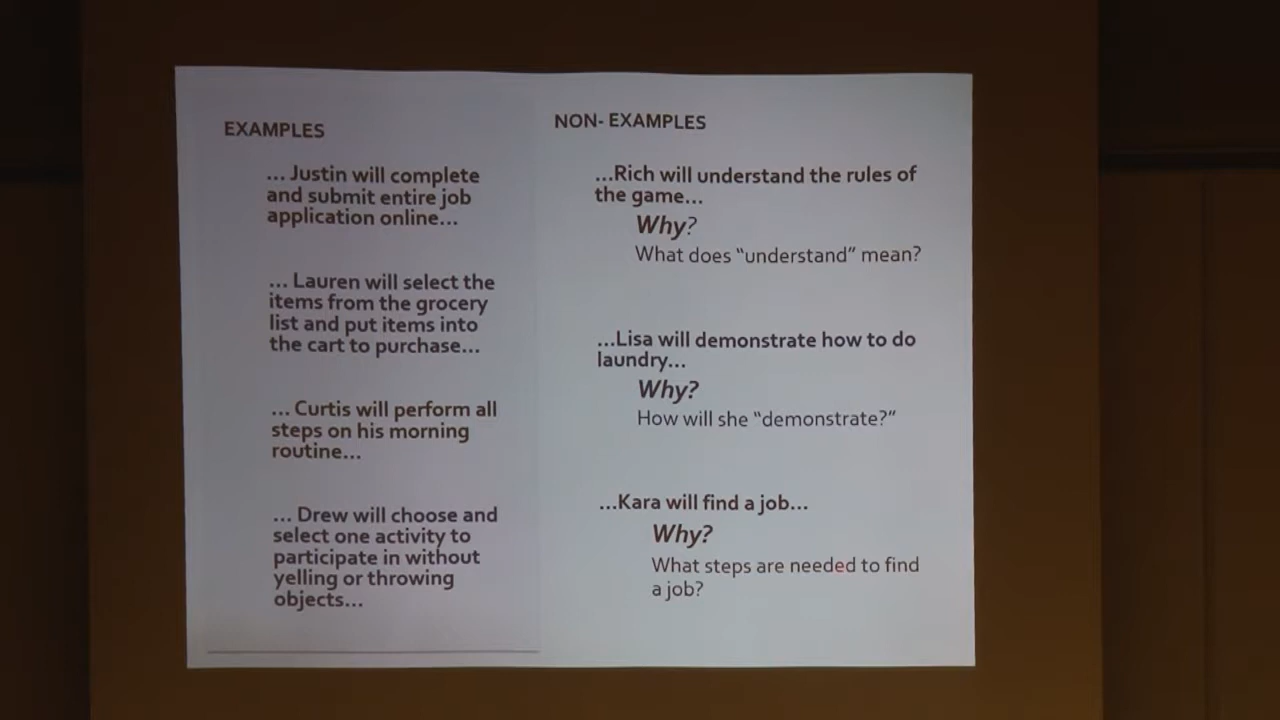 EXAMPLES
... Justin will complete
and submit entire job
application online...
... Lauren will select the
items from the grocery
list and put items into
the cart to purchase...
... Curtis will perform all
steps on his morning
routine...
... Drew will choose and
select one activity to
participate in without
yelling or throwing
objects...
NON- EXAMPLES
...Rich will understand the rules of
the game...
Why?
What does “understand” mean?
...Lisa will demonstrate how to do
laundry...
Why?
How will she “demonstrate?”
...Kara will find a job...
Why?
What steps are needed to find
a job?